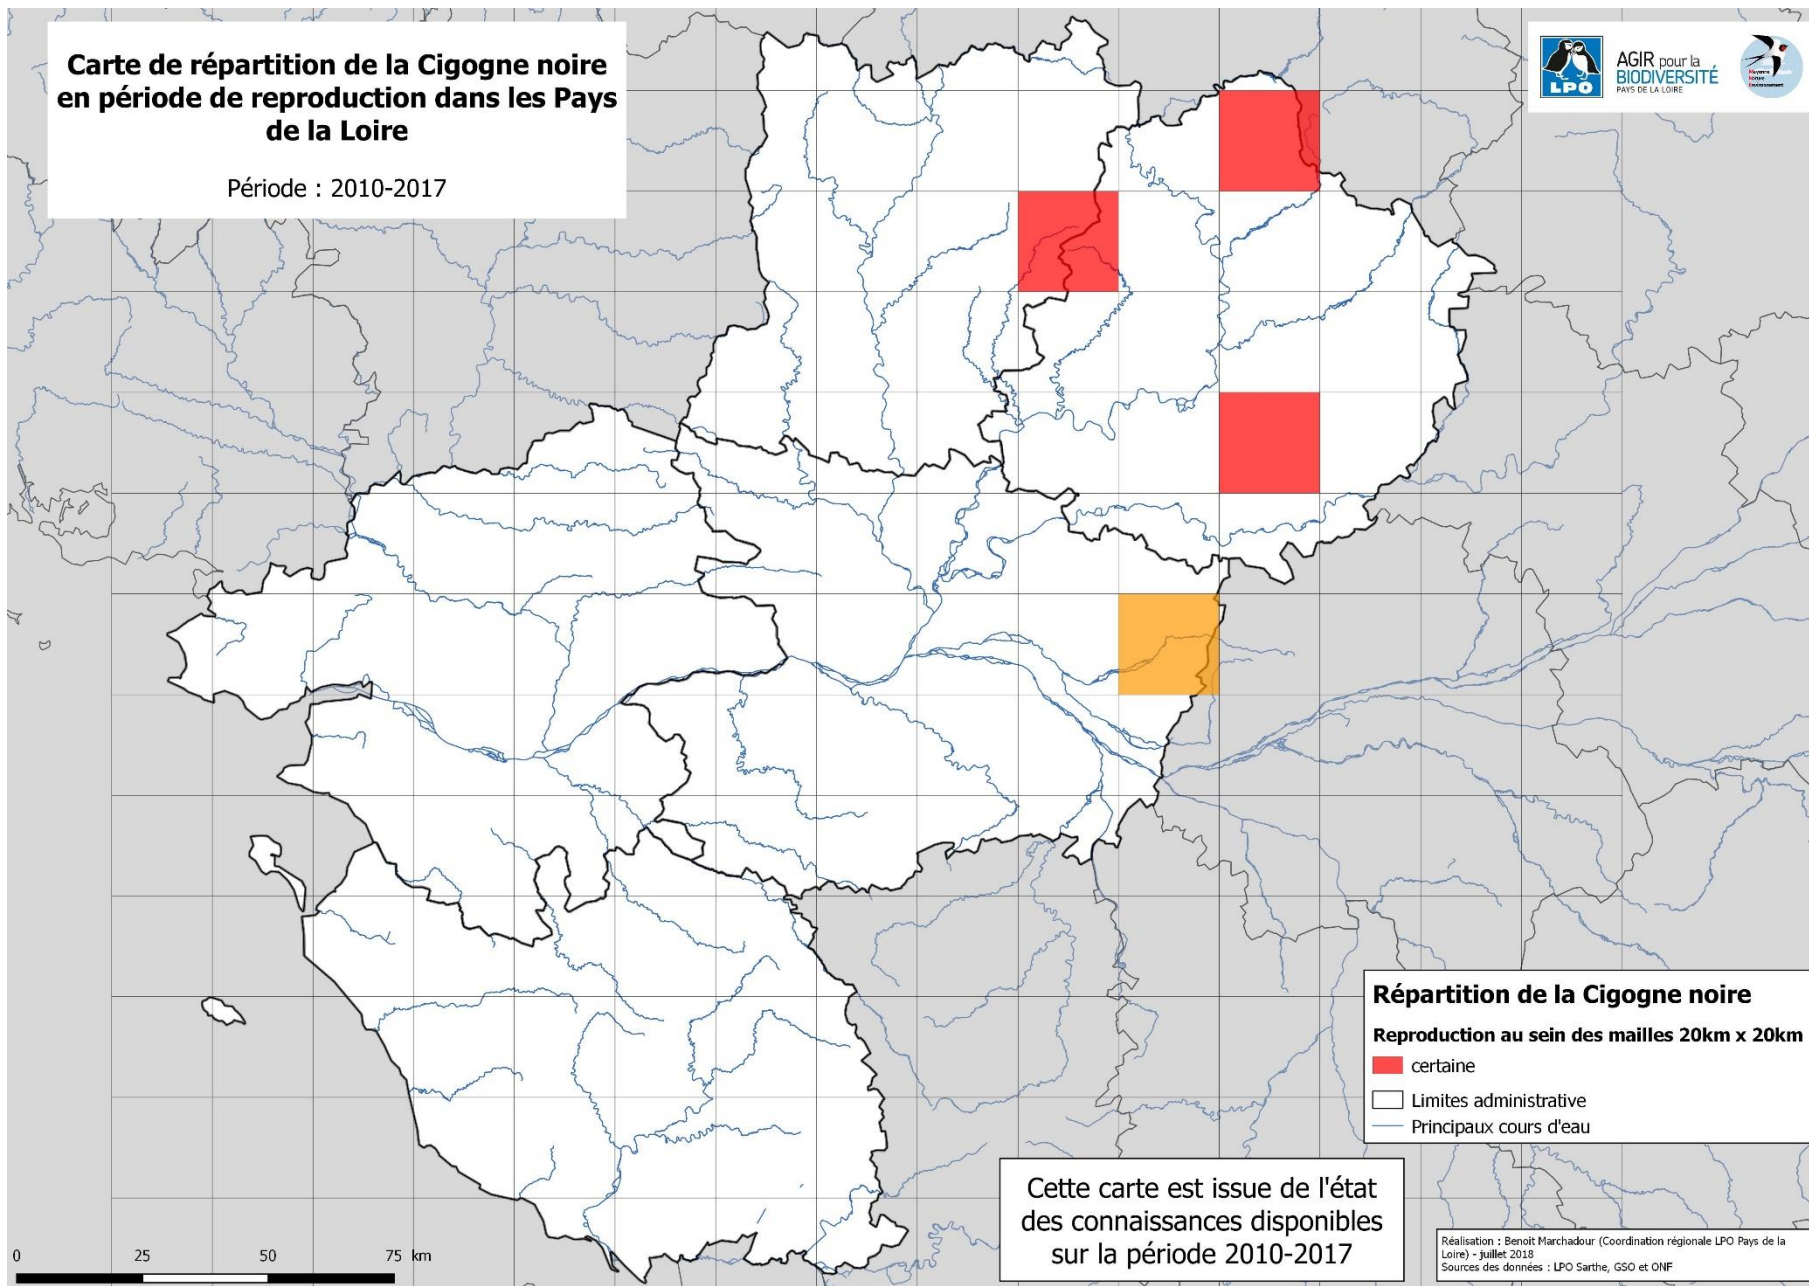 Carte de répartition de la Cigogne noire
en période de reproduction dans les Pays
de la Loire
Période : 2010-2017
LPO
AGIR pour la
BIODIVERSITÉ
PAYS DE LA LOIRE
Mayenne
Nature
Environnement
Répartition de la Cigogne noire
Reproduction au sein des mailles 20km x 20km
certaine
Limites administrative
Principaux cours d'eau
Cette carte est issue de l'état
des connaissances disponibles
sur la période 2010-2017
Réalisation : Benoit Marchadour (Coordination régionale LPO Pays de la
Loire) - juillet 2018
Sources des données : LPO Sarthe, GSO et ONF
0 25 50 75 km